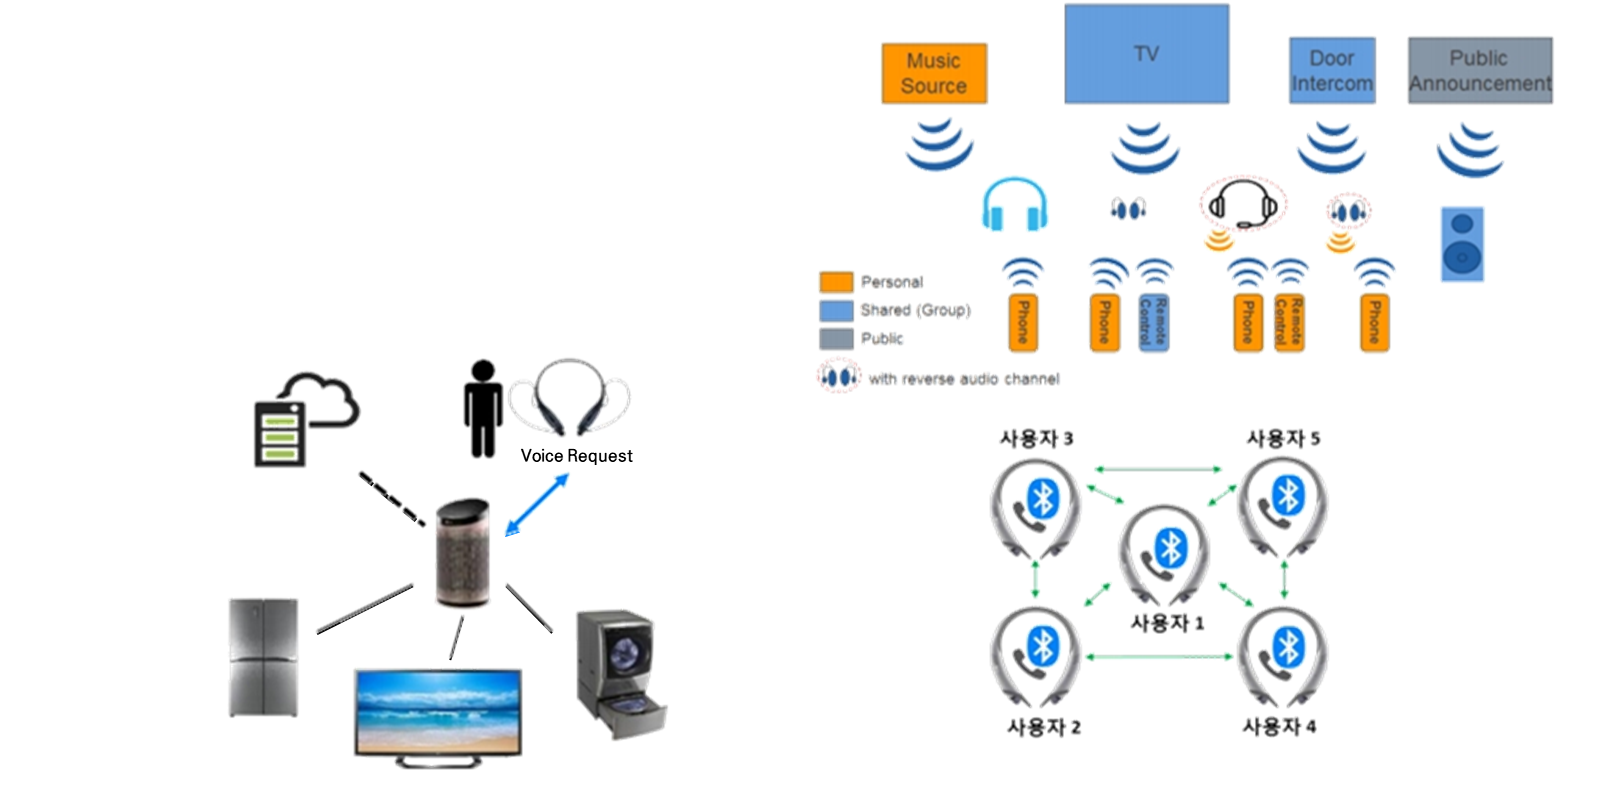 Music
Source
TV
Door
Intercom
Public
Announcement
Personal
Shared (Group)
Public
with reverse audio channel
Phone
Phone
Remote
Control
Phone
Remote
Control
Phone
Voice Request
사용자 3
사용자 5
사용자 1
사용자 2
사용자 4